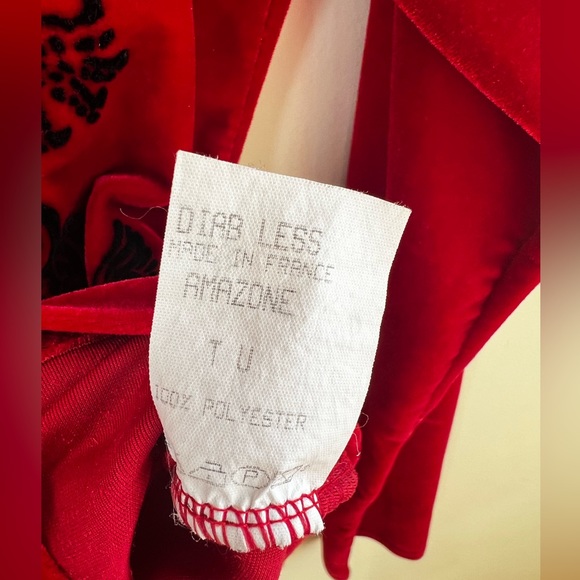 DIAB LESS
MADE IN FRANCE
AMAZONE
T U
100% POLYESTER
P